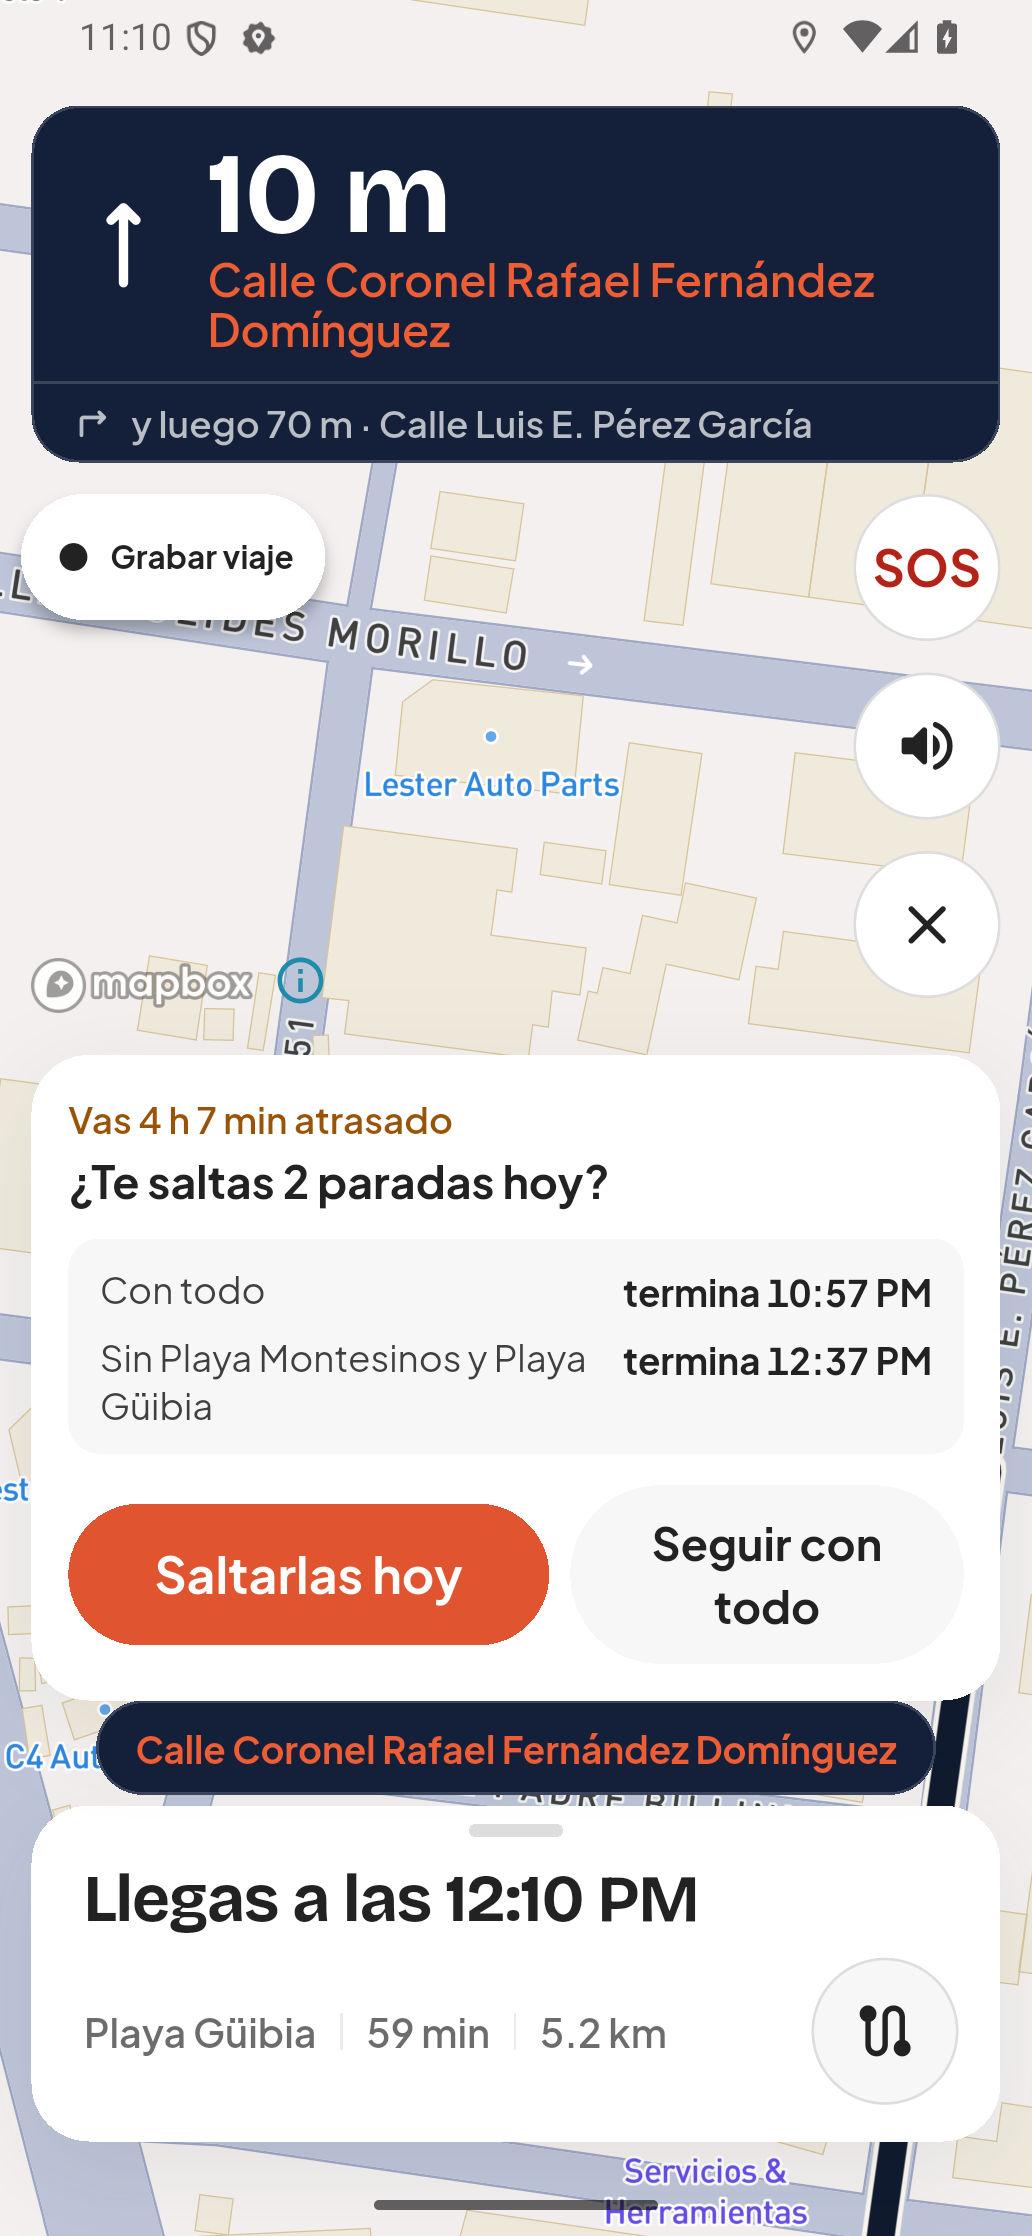 11:10
10 m
Calle Coronel Rafael Fernández
Domínguez
y luego 70 m · Calle Luis E. Pérez García
Grabar viaje
SOS
MORILLO
Lester Auto Parts
mapbox
51
Vas 4 h 7 min atrasado
¿Te saltas 2 paradas hoy?
Con todo
termina 10:57 PM
Sin Playa Montesinos y Playa
Güibia
termina 12:37 PM
Saltarlas hoy
Seguir con
todo
E. PÉREZ
C4
Calle Coronel Rafael Fernández Domínguez
Llegas a las 12:10 PM
Playa Güibia
59 min
5.2 km
Servicios &
Herramientas